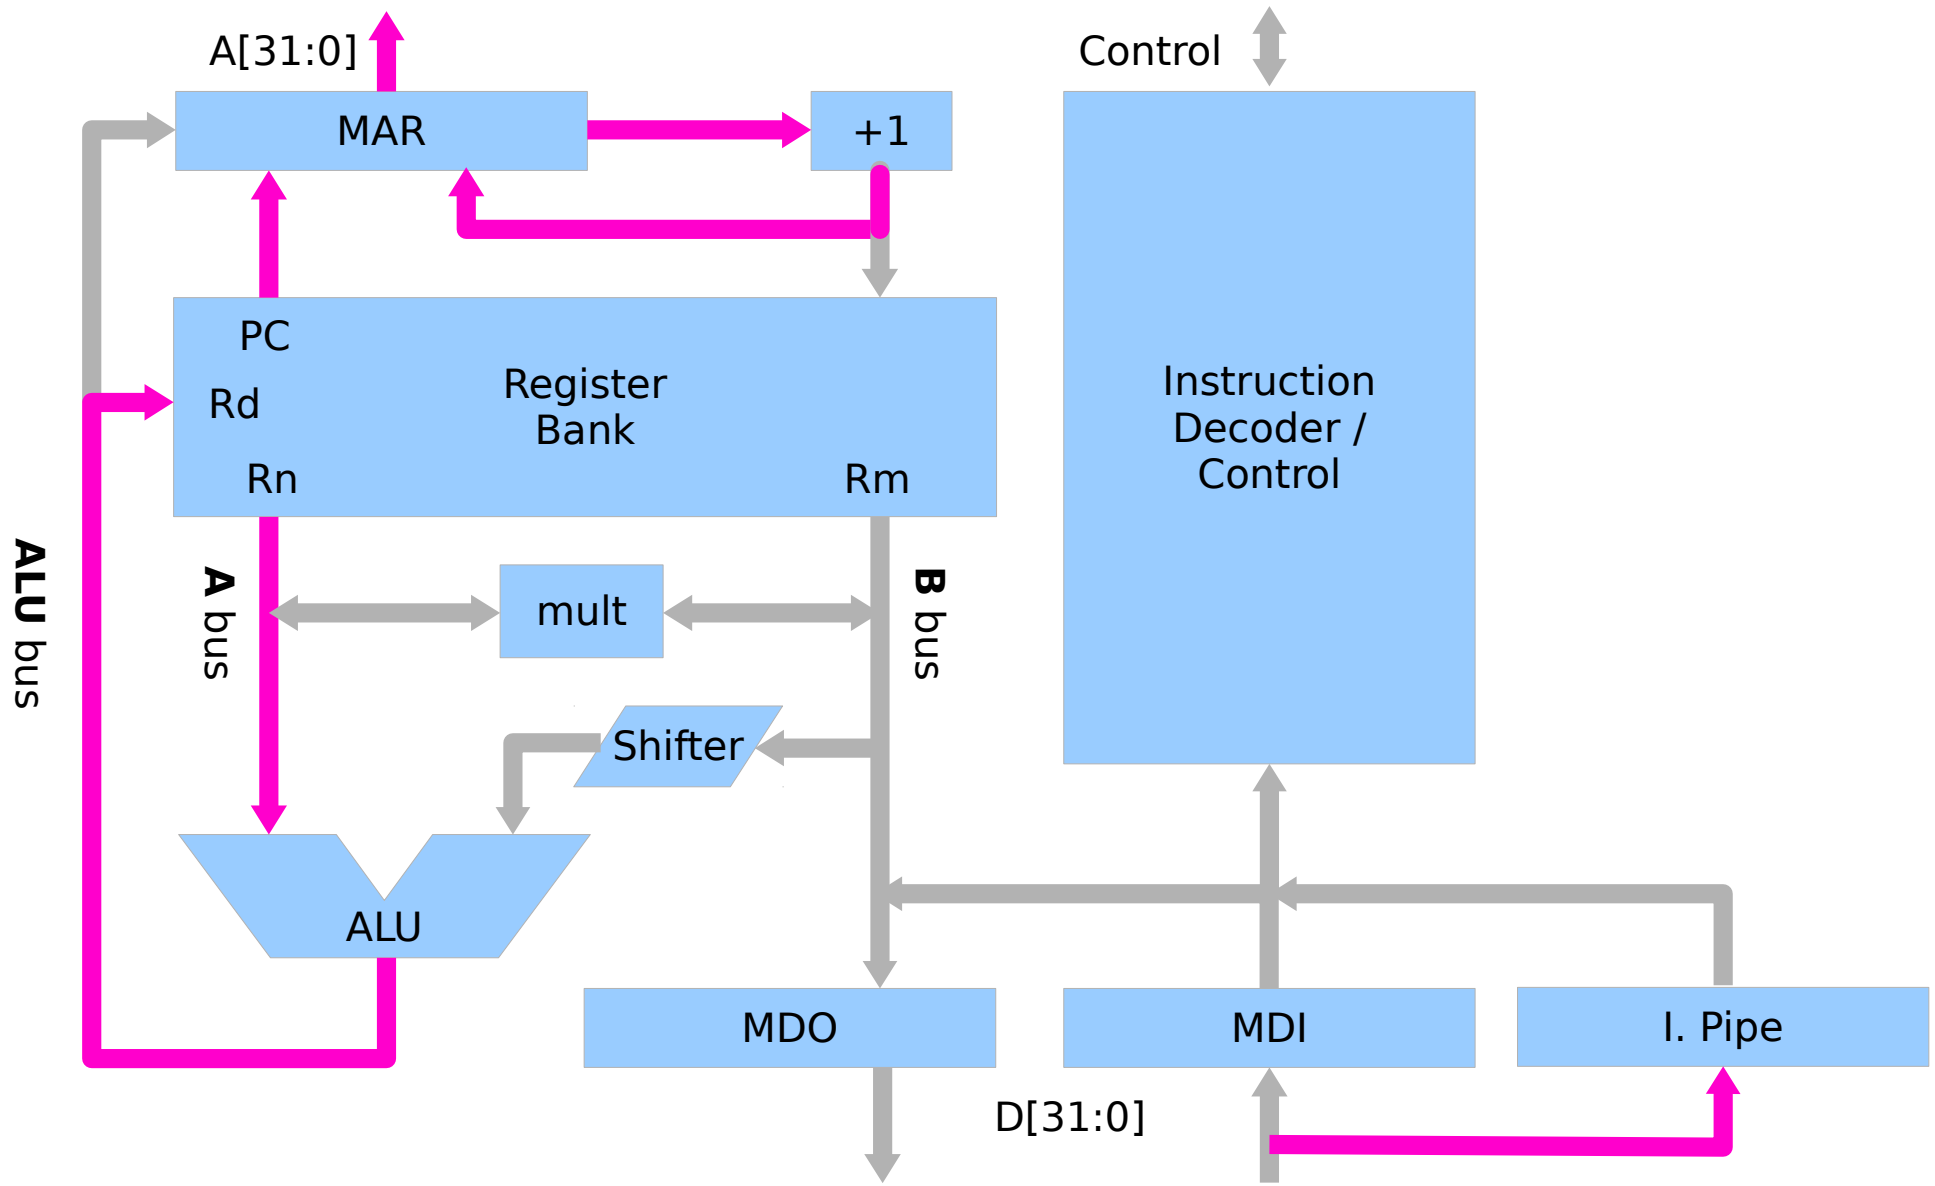 A[31:0]
Control
MAR
+1
PC
Rd
Register
Bank
Rn
Rm
Instruction
Decoder /
Control
ALU bus
A bus
mult
B bus
Shifter
ALU
MDO
MDI
I. Pipe
D[31:0]